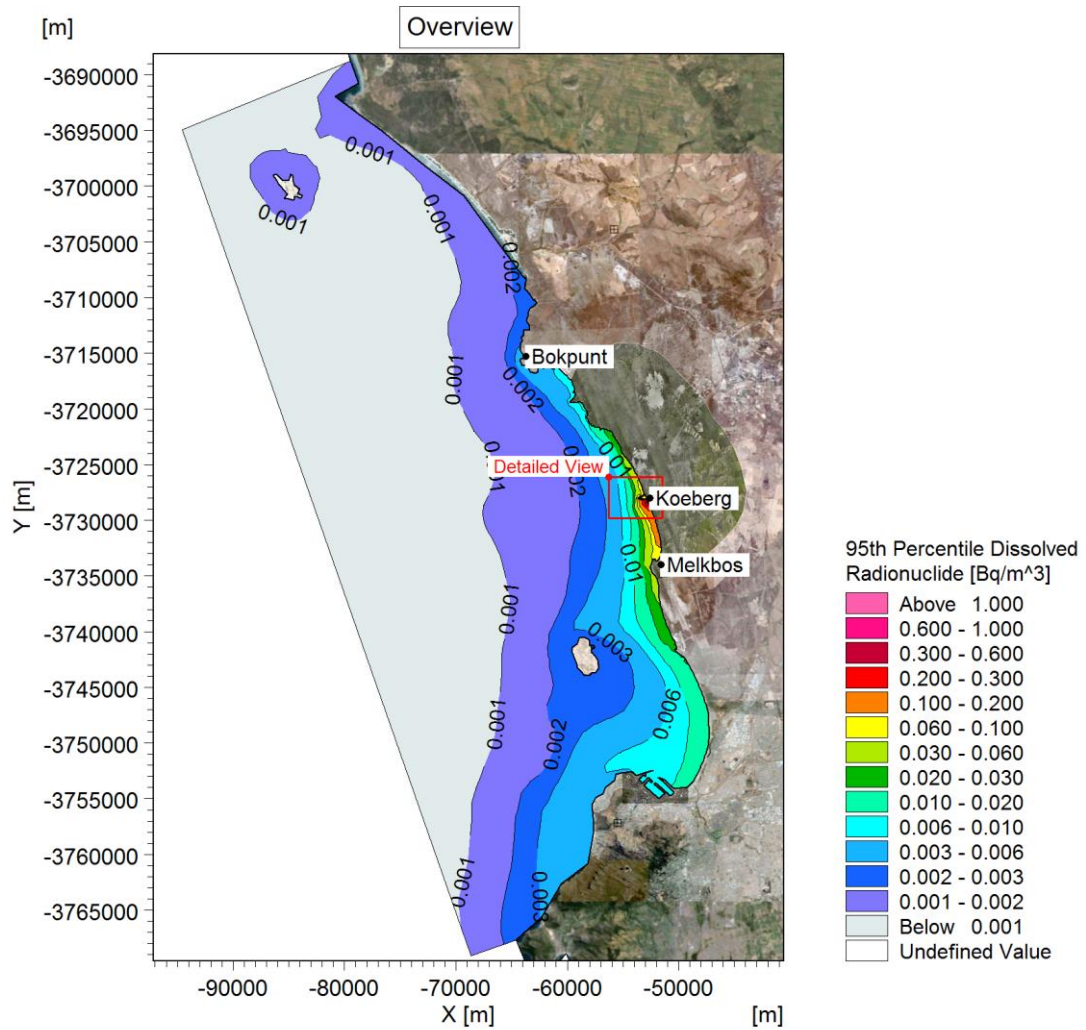 [m]
Overview
-3690000
-3695000
-3700000
-3705000
-3710000
-3715000
-3720000
-3725000
-3730000
-3735000
-3740000
-3745000
-3750000
-3755000
-3760000
-3765000
Y [m]
0.001
0.001
0.001
0.002
Bokpunt
0.001
0.002
0.01
Detailed View
0.002
Koeberg
0.01
Melkbos
0.001
0.003
0.006
0.001
0.002
0.001
0.003
-90000
-80000
-70000
-60000
-50000
X [m]
[m]
95th Percentile Dissolved
Radionuclide [Bq/m^3]
Above 1.000
0.600 - 1.000
0.300 - 0.600
0.200 - 0.300
0.100 - 0.200
0.060 - 0.100
0.030 - 0.060
0.020 - 0.030
0.010 - 0.020
0.006 - 0.010
0.003 - 0.006
0.002 - 0.003
0.001 - 0.002
Below 0.001
Undefined Value